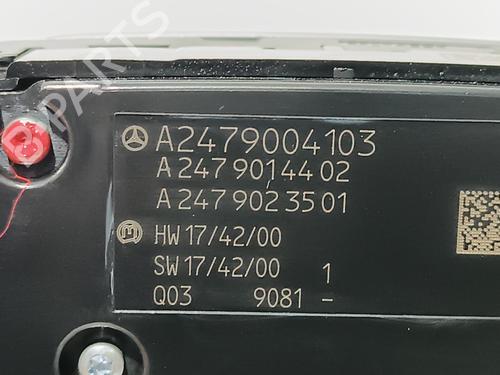 B-PARTS
A2479004103
A 247 901 44 02
A 247 902 35 01
HW 17/42/00
SW 17/42/00 1
Q03 9081 -